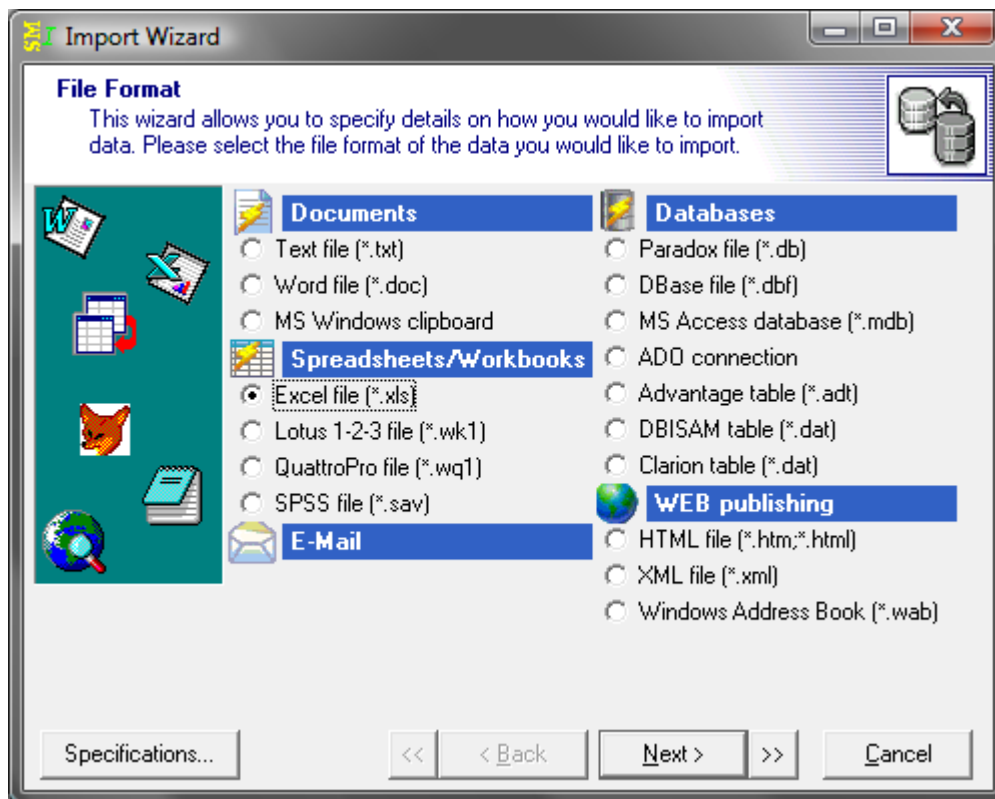 SMI Import Wizard
File Format
This wizard allows you to specify details on how you would like to import
data. Please select the file format of the data you would like to import.
Documents
Text file (*.txt)
Word file (*.doc)
MS Windows clipboard
Spreadsheets/Workbooks
Excel file (*.xls)
Lotus 1-2-3 file (*.wk1)
QuattroPro file (*.wq1)
SPSS file (*.sav)
E-Mail
Databases
Paradox file (*.db)
DBase file (*.dbf)
MS Access database (*.mdb)
ADO connection
Advantage table (*.adt)
DBISAM table (*.dat)
Clarion table (*.dat)
WEB publishing
HTML file (*.htm;*.html)
XML file (*.xml)
Windows Address Book (*.wab)
Specifications...
<<
< Back
Next >
>>
Cancel